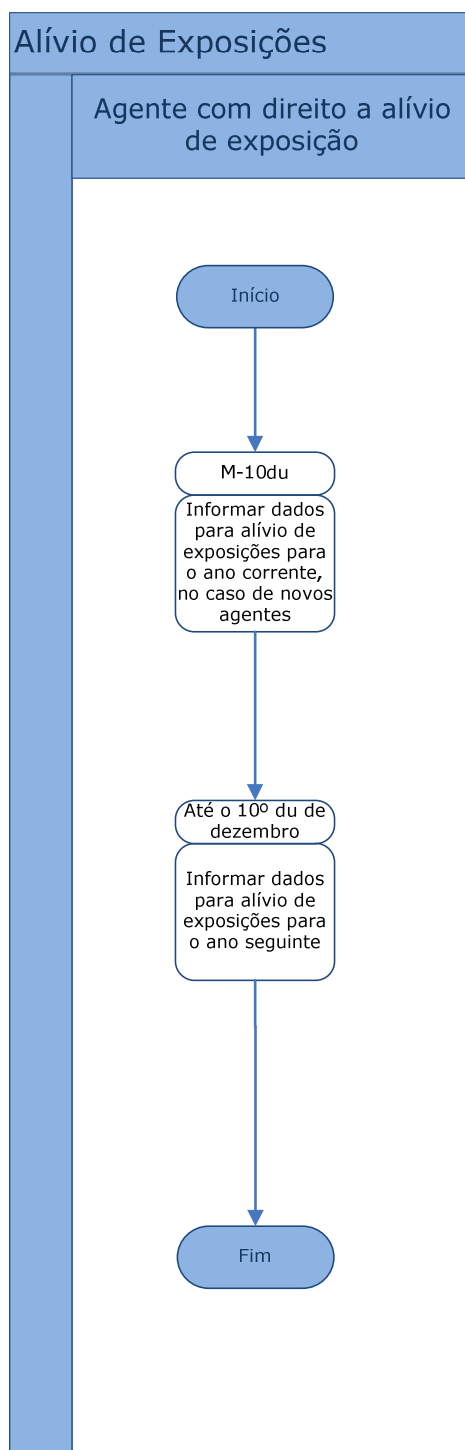 Alívio de Exposições
Agente com direito a alívio
de exposição
Início
M-10du
Informar dados
para alívio de
exposições para
o ano corrente,
no caso de novos
agentes
Até o 10º du de
dezembro
Informar dados
para alívio de
exposições para
o ano seguinte
Fim